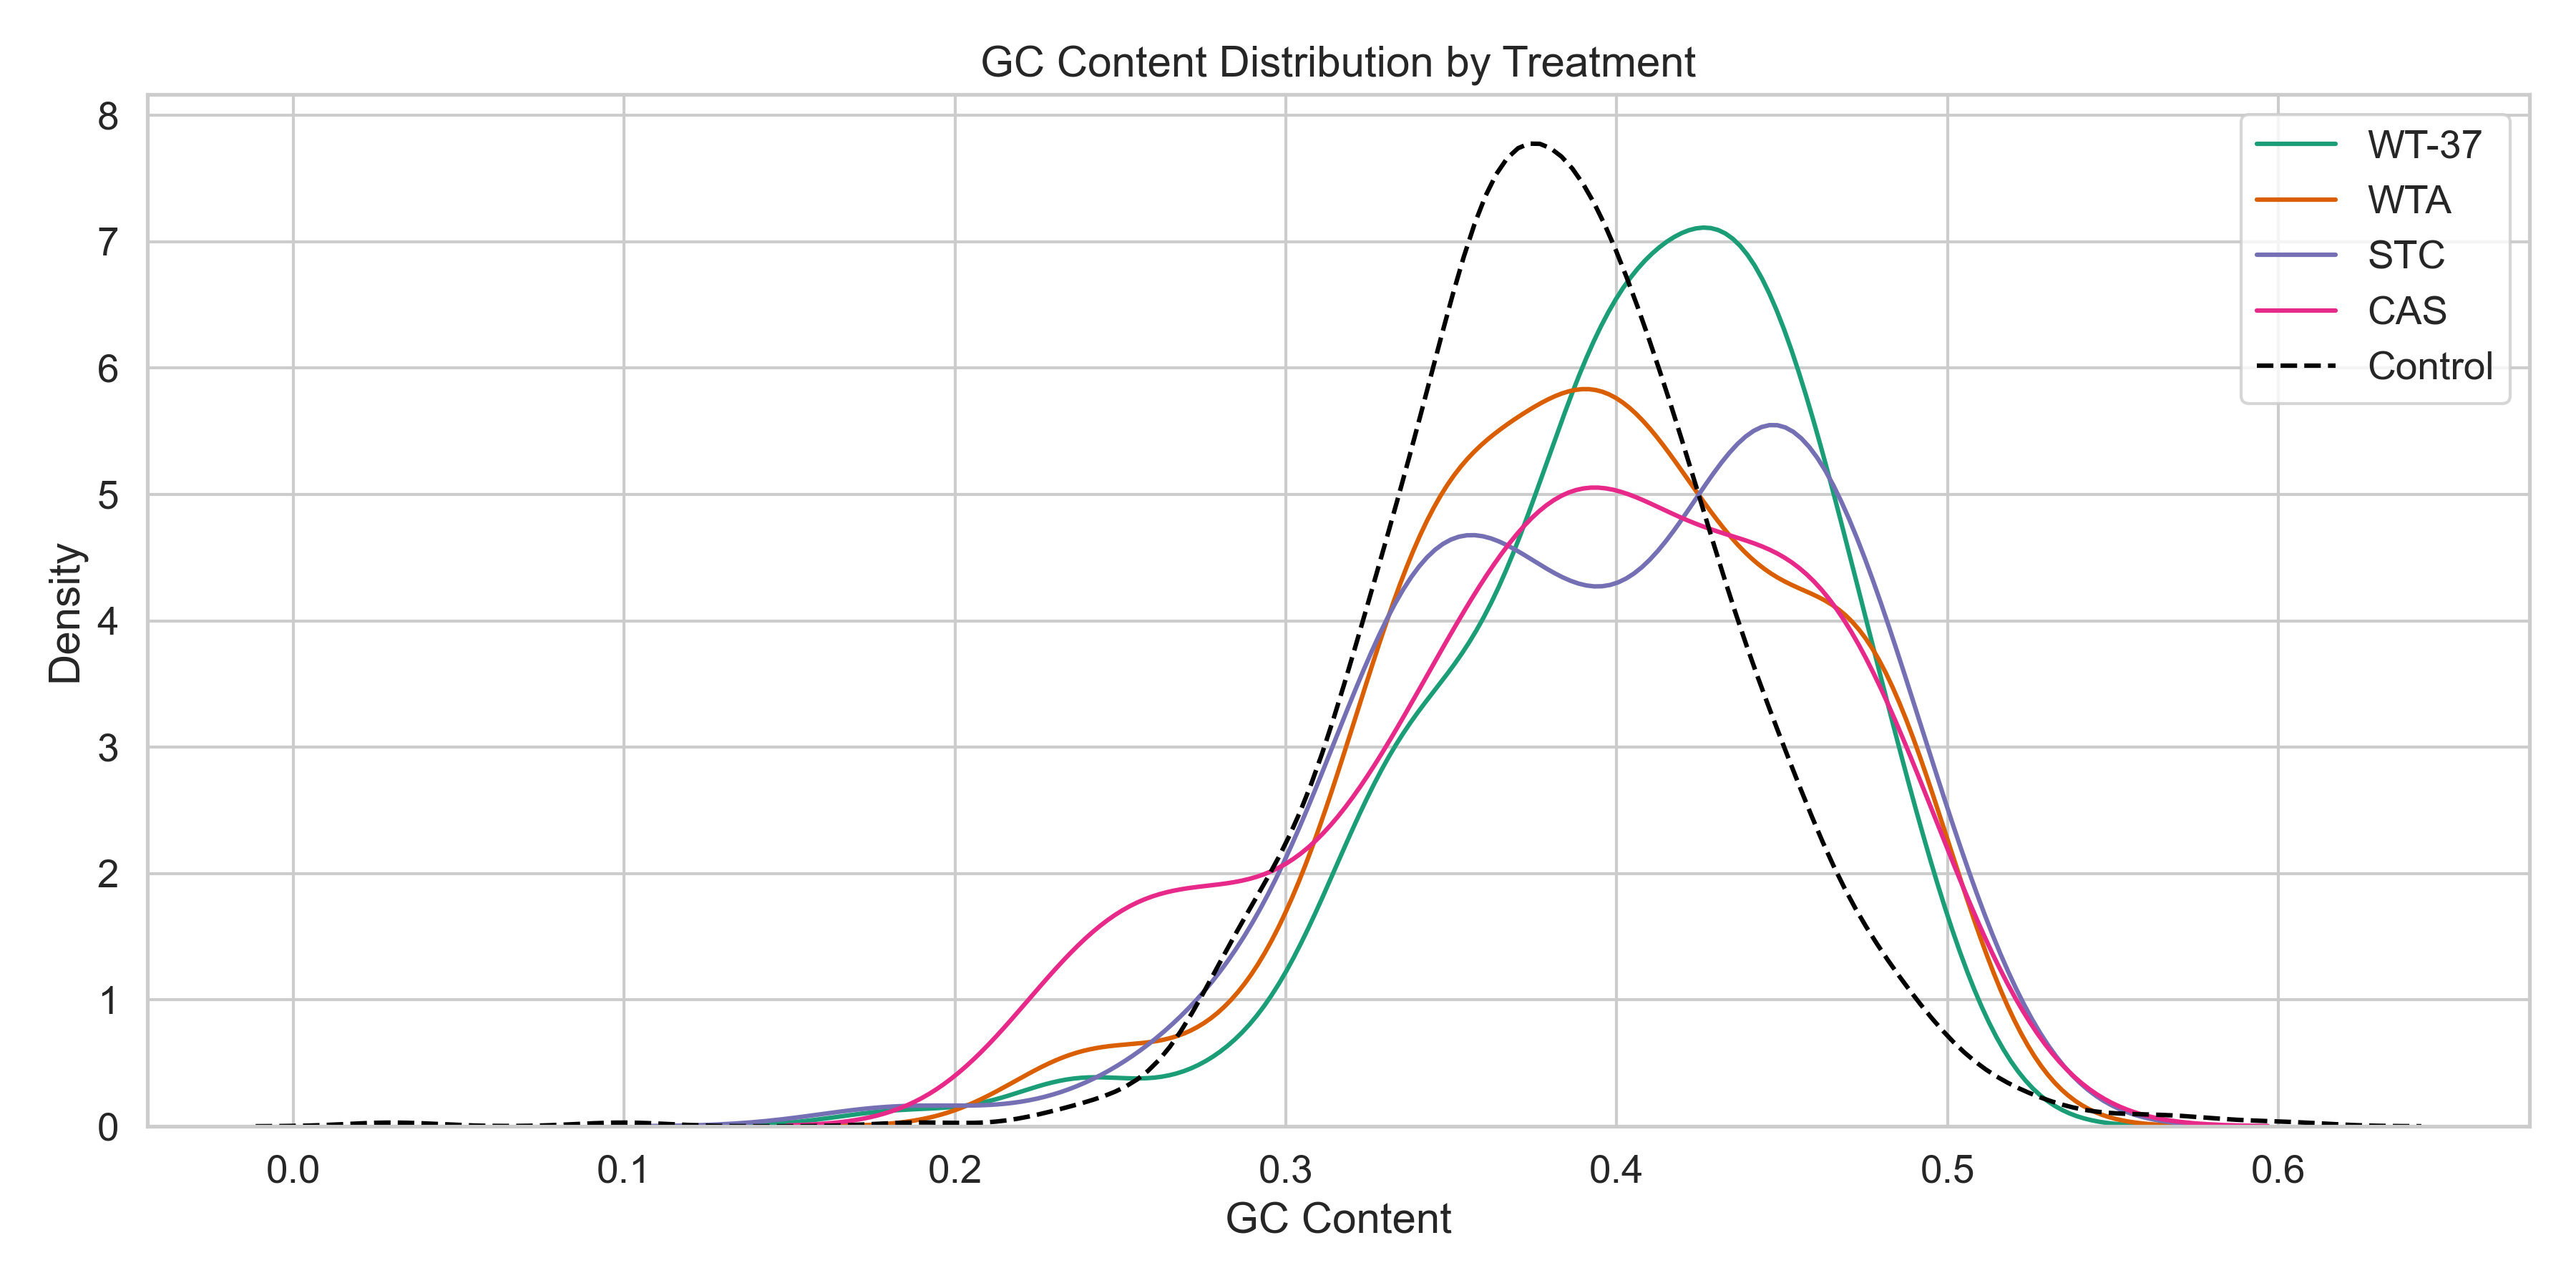 GC Content Distribution by Treatment
8
7
6
5
4
3
2
1
0
Density
WT-37
WTA
STC
CAS
Control
0.0 0.1 0.2 0.3 0.4 0.5 0.6
GC Content